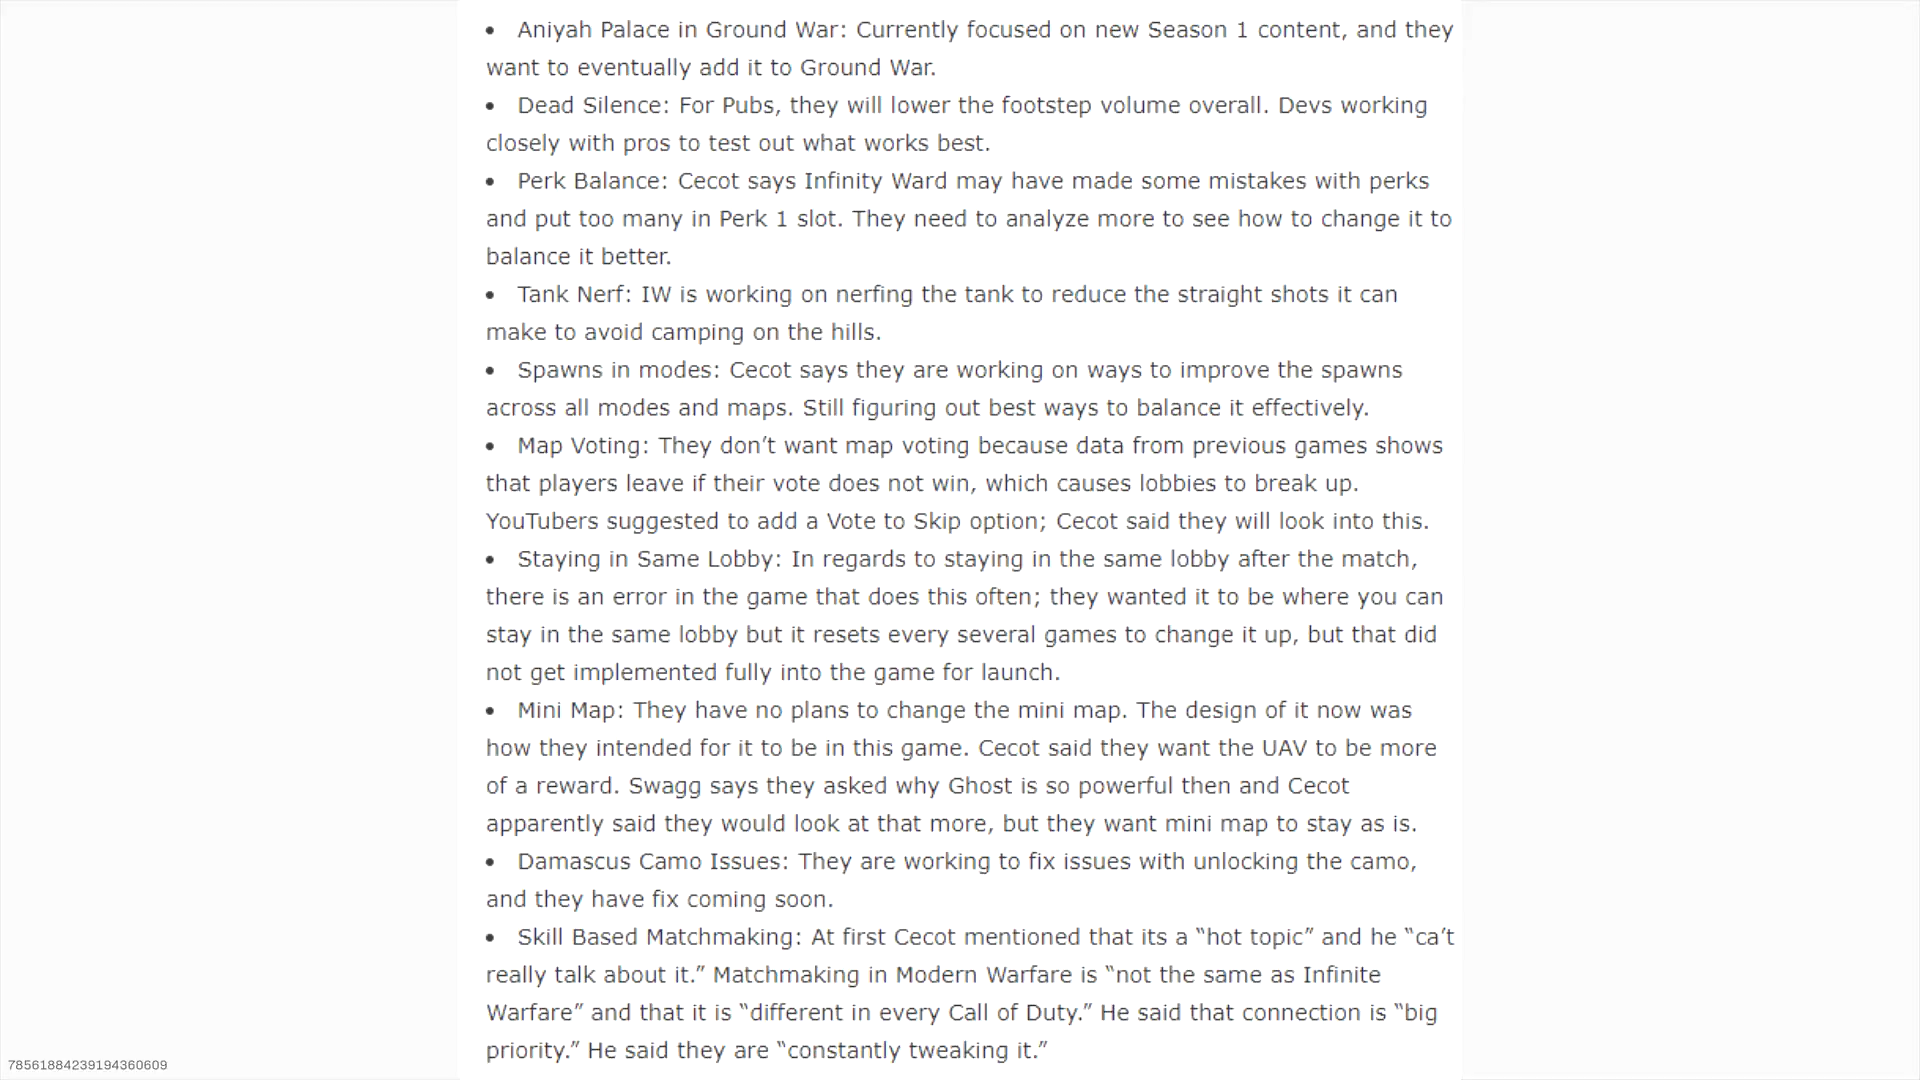 • Aniyah Palace in Ground War: Currently focused on new Season 1 content, and they
want to eventually add it to Ground War.
• Dead Silence: For Pubs, they will lower the footstep volume overall. Devs working
closely with pros to test out what works best.
• Perk Balance: Cecot says Infinity Ward may have made some mistakes with perks
and put too many in Perk 1 slot. They need to analyze more to see how to change it to
balance it better.
• Tank Nerf: IW is working on nerfing the tank to reduce the straight shots it can
make to avoid camping on the hills.
• Spawns in modes: Cecot says they are working on ways to improve the spawns
across all modes and maps. Still figuring out best ways to balance it effectively.
• Map Voting: They don’t want map voting because data from previous games shows
that players leave if their vote does not win, which causes lobbies to break up.
YouTubers suggested to add a Vote to Skip option; Cecot said they will look into this.
• Staying in Same Lobby: In regards to staying in the same lobby after the match,
there is an error in the game that does this often; they wanted it to be where you can
stay in the same lobby but it resets every several games to change it up, but that did
not get implemented fully into the game for launch.
• Mini Map: They have no plans to change the mini map. The design of it now was
how they intended for it to be in this game. Cecot said they want the UAV to be more
of a reward. Swagg says they asked why Ghost is so powerful then and Cecot
apparently said they would look at that more, but they want mini map to stay as is.
• Damascus Camo Issues: They are working to fix issues with unlocking the camo,
and they have fix coming soon.
• Skill Based Matchmaking: At first Cecot mentioned that its a “hot topic” and he “ca’t
really talk about it.” Matchmaking in Modern Warfare is “not the same as Infinite
Warfare” and that it is “different in every Call of Duty.” He said that connection is “big
priority.” He said they are “constantly tweaking it.”
78561884239194360609